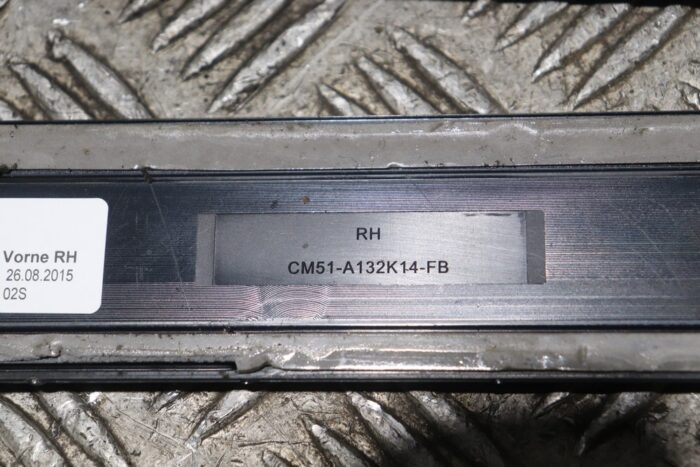 Vorne RH
26.08.2015
02S
RH
CM51-A132K14-FB